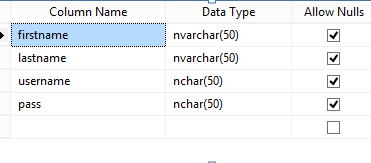 Column Name Data Type Allow Nulls
firstname nvarchar(50)
lastname nvarchar(50)
username nchar(50)
pass nchar(50)